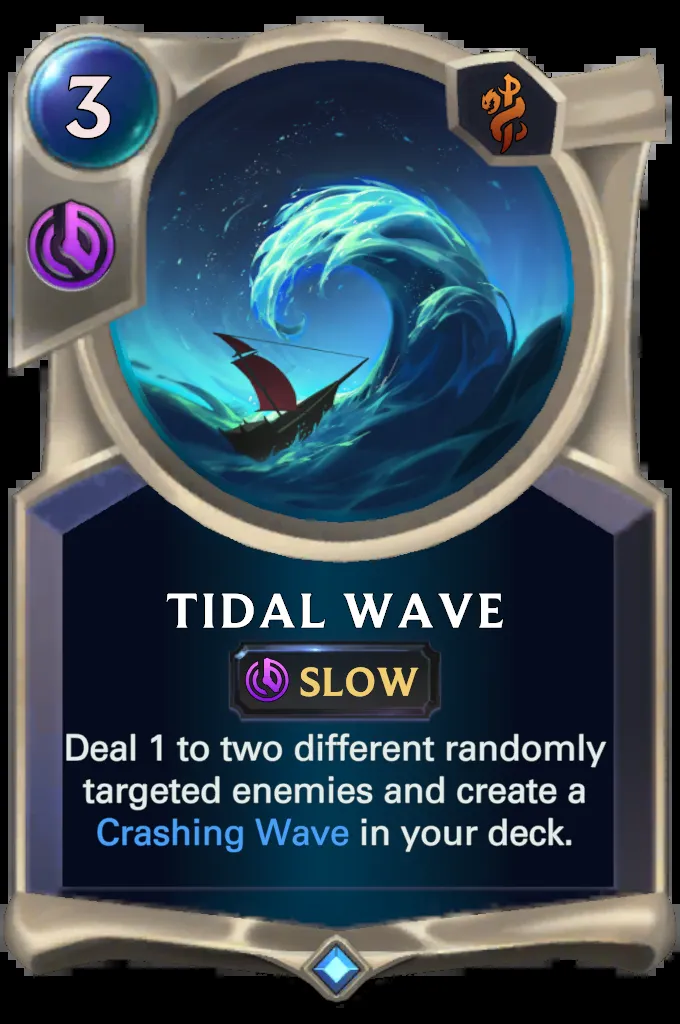 3
TIDAL WAVE
SLOW
Deal 1 to two different randomly
targeted enemies and create a
Crashing Wave in your deck.